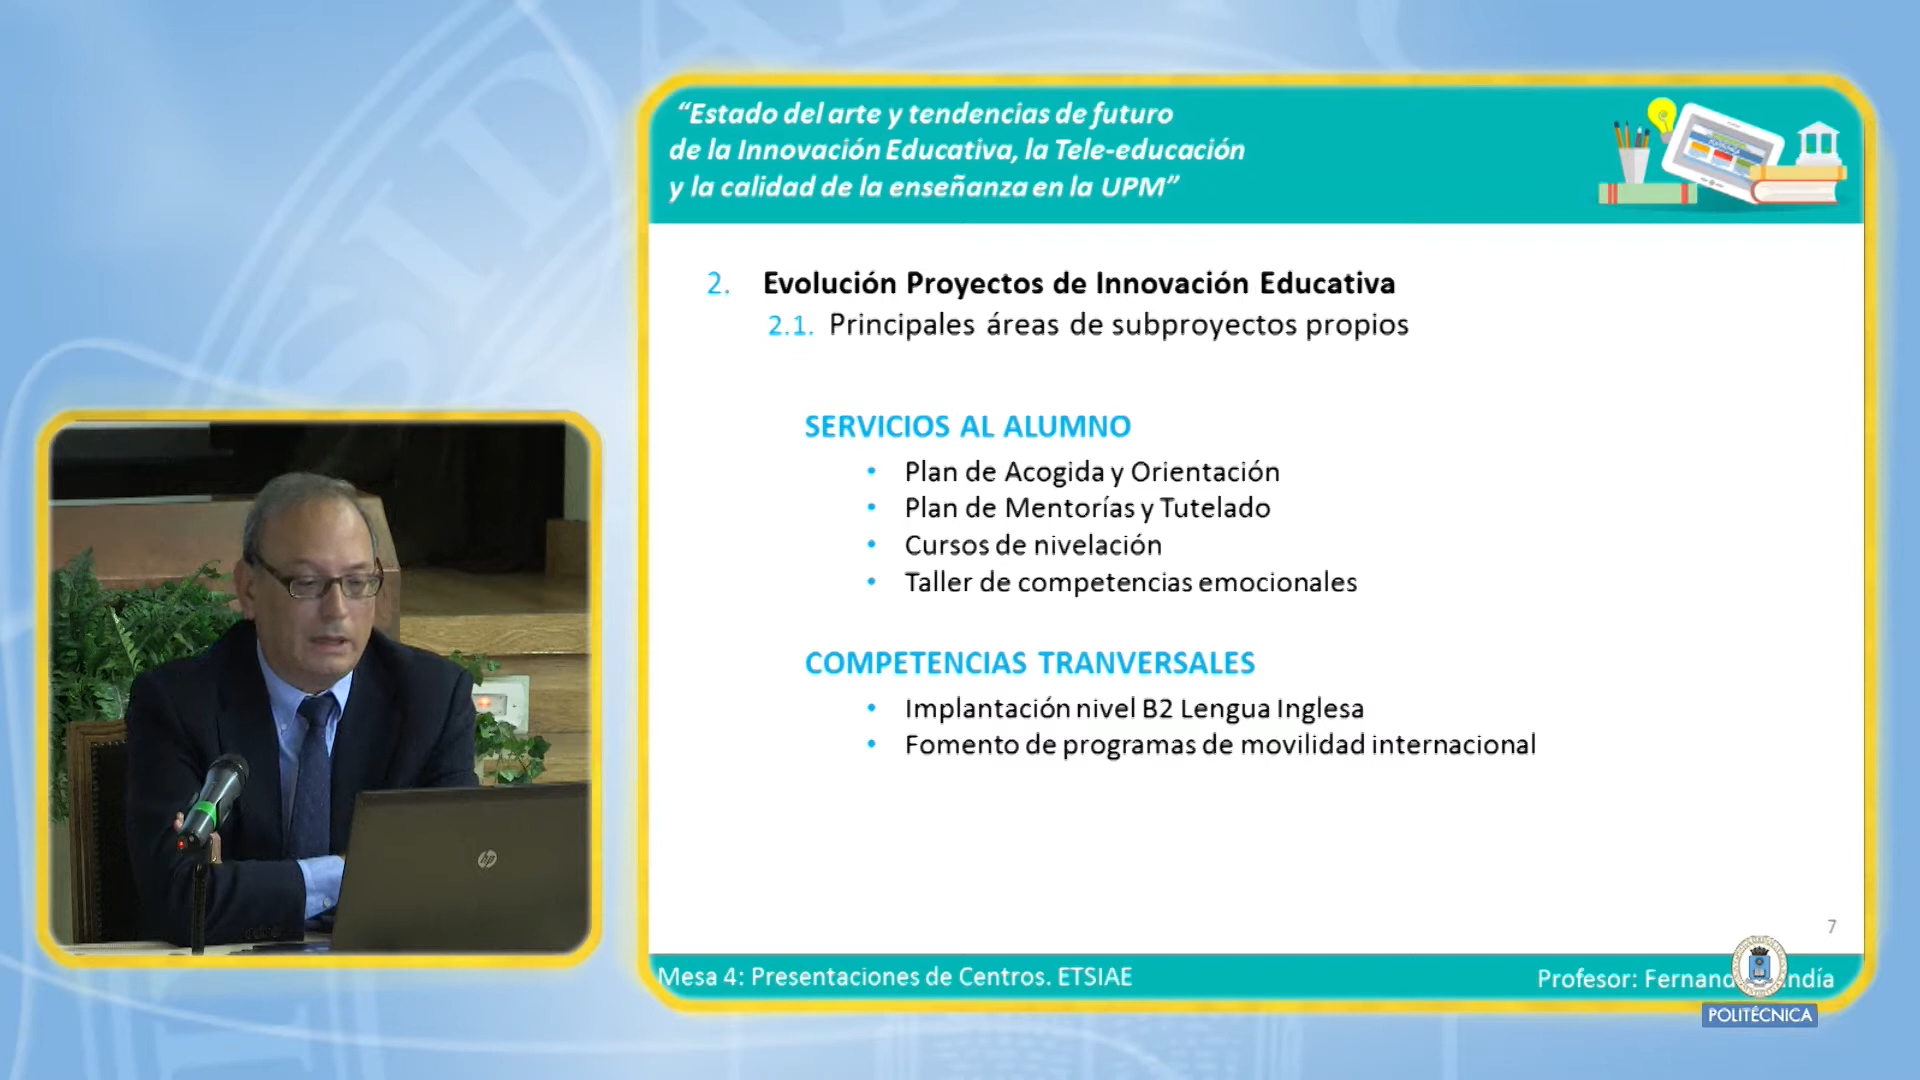 “Estado del arte y tendencias de futuro
de la Innovación Educativa, la Tele-educación
y la calidad de la enseñanza en la UPM”
2. Evolución Proyectos de Innovación Educativa
2.1. Principales áreas de subproyectos propios
SERVICIOS AL ALUMNO
• Plan de Acogida y Orientación
• Plan de Mentorías y Tutelado
• Cursos de nivelación
• Taller de competencias emocionales
COMPETENCIAS TRANVERSALES
• Implantación nivel B2 Lengua Inglesa
• Fomento de programas de movilidad internacional
7
Mesa 4: Presentaciones de Centros. ETSIAE
Profesor:
POLITÉCNICA
hp